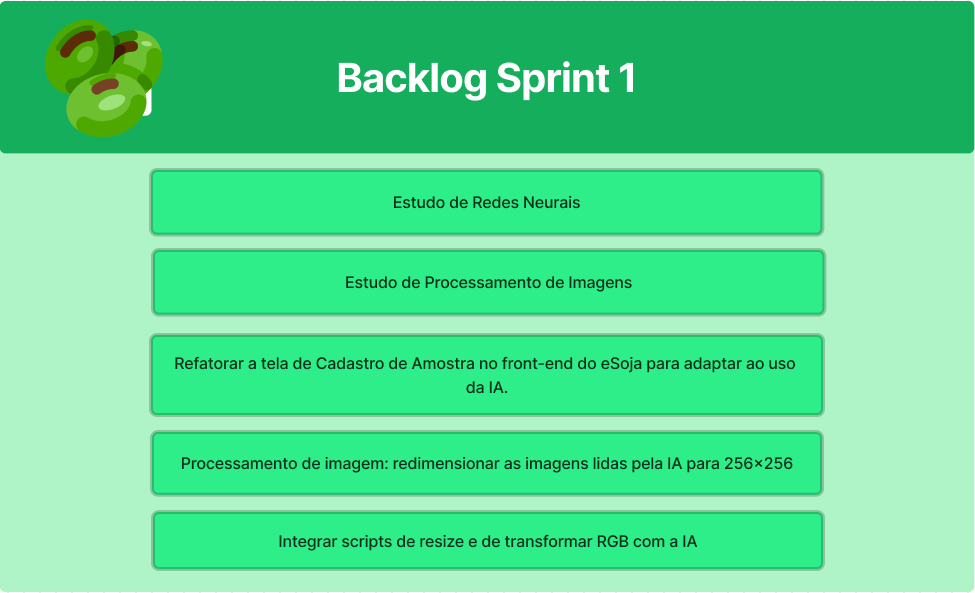 Backlog Sprint 1
Estudo de Redes Neurais
Estudo de Processamento de Imagens
Refatorar a tela de Cadastro de Amostra no front-end do eSoja para adaptar ao uso
da IA.
Processamento de imagem: redimensionar as imagens lidas pela IA para 256×256
Integrar scripts de resize e de transformar RGB com a IA